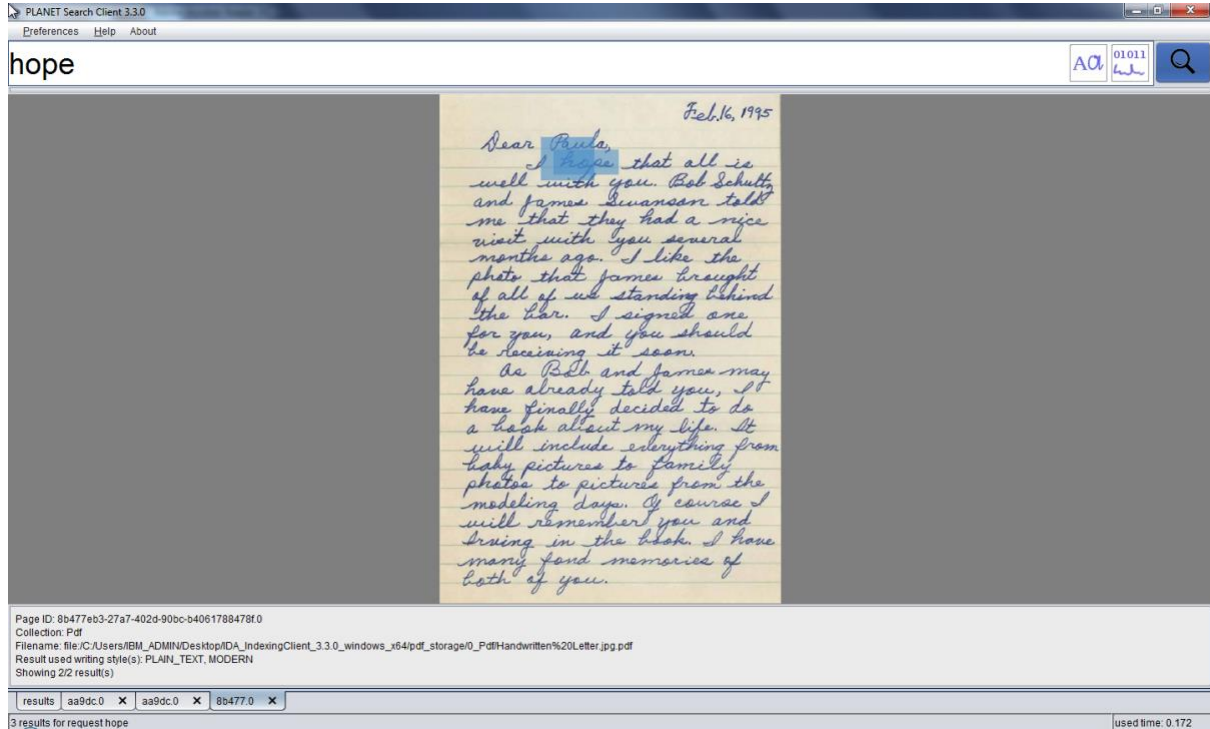 PLANET Search Client 3.3.0
Preferences Help About
hope
Aa 01011
Feb. 16, 1995
Dear Paula,
I hope that all is
well with you. Bob Schultz
and James Swanson told
me that they had a nice
visit with you several
months ago. I like the
photo that James brought
of all of us standing behind
the bar. I signed one
for you, and you should
be receiving it soon.
As Bob and James may
have already told you, I
have finally decided to do
a book about my life. It
will include everything from
baby pictures to family
photos to pictures from the
modeling days. Of course I
will remember you and
Irving in the book. I have
many fond memories of
both of you.
Page ID: 8b477eb3-27a7-402d-90bc-b4061788478f.0
Collection: Pdf
Filename: file:/C:/Users/IBM_ADMIN/Desktop/IDA_IndexingClient_3.3.0_windows_x64/pdf_storage/0_Pdf/Handwritten%20Letter.jpg.pdf
Result used writing style(s): PLAIN_TEXT, MODERN
Showing 2/2 result(s)
results aa9dc.0 X aa9dc.0 X 8b477.0 X
3 results for request hope used time: 0.172